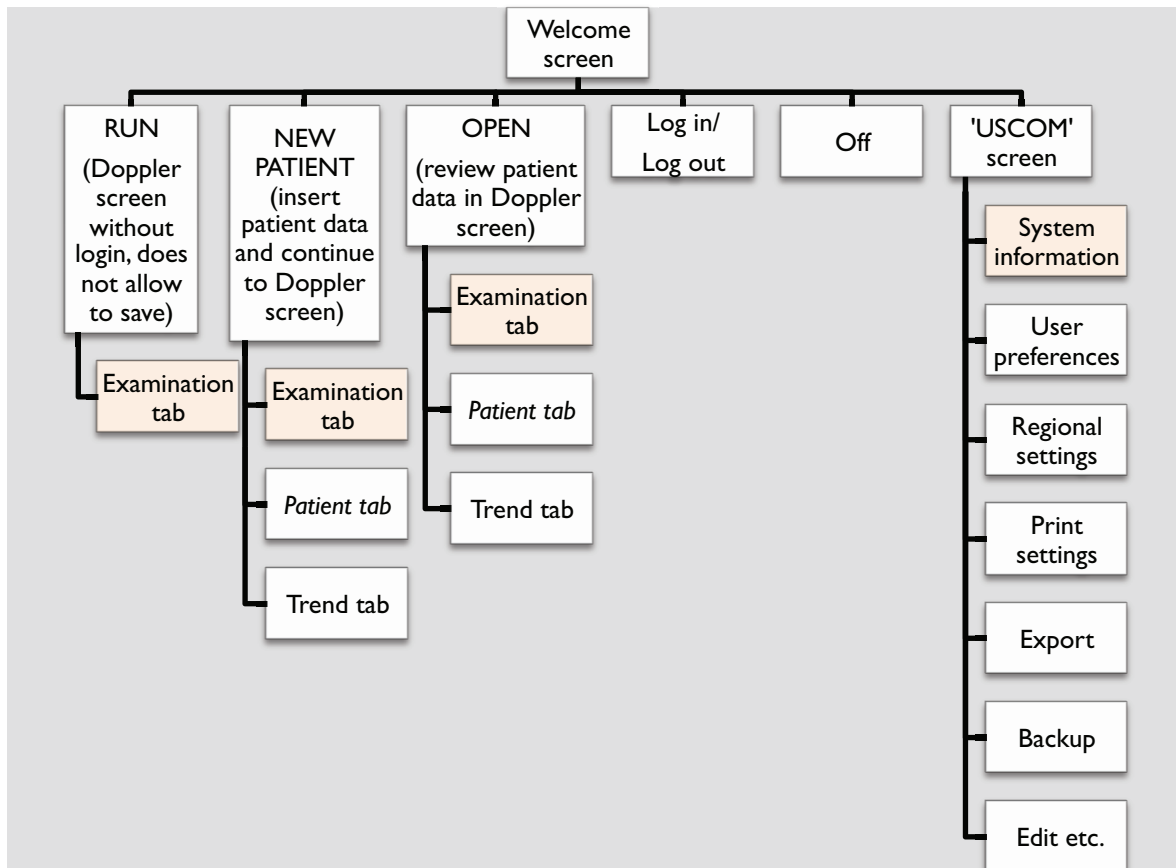 Welcome
screen
RUN
(Doppler
screen
without
login, does
not allow
to save)
Examination
tab
NEW
PATIENT
(insert
patient data
and continue
to Doppler
screen)
Examination
tab
Patient tab
Trend tab
OPEN
(review patient
data in Doppler
screen)
Examination
tab
Patient tab
Trend tab
Log in/
Log out
Off
'USCOM'
screen
System
information
User
preferences
Regional
settings
Print
settings
Export
Backup
Edit etc.